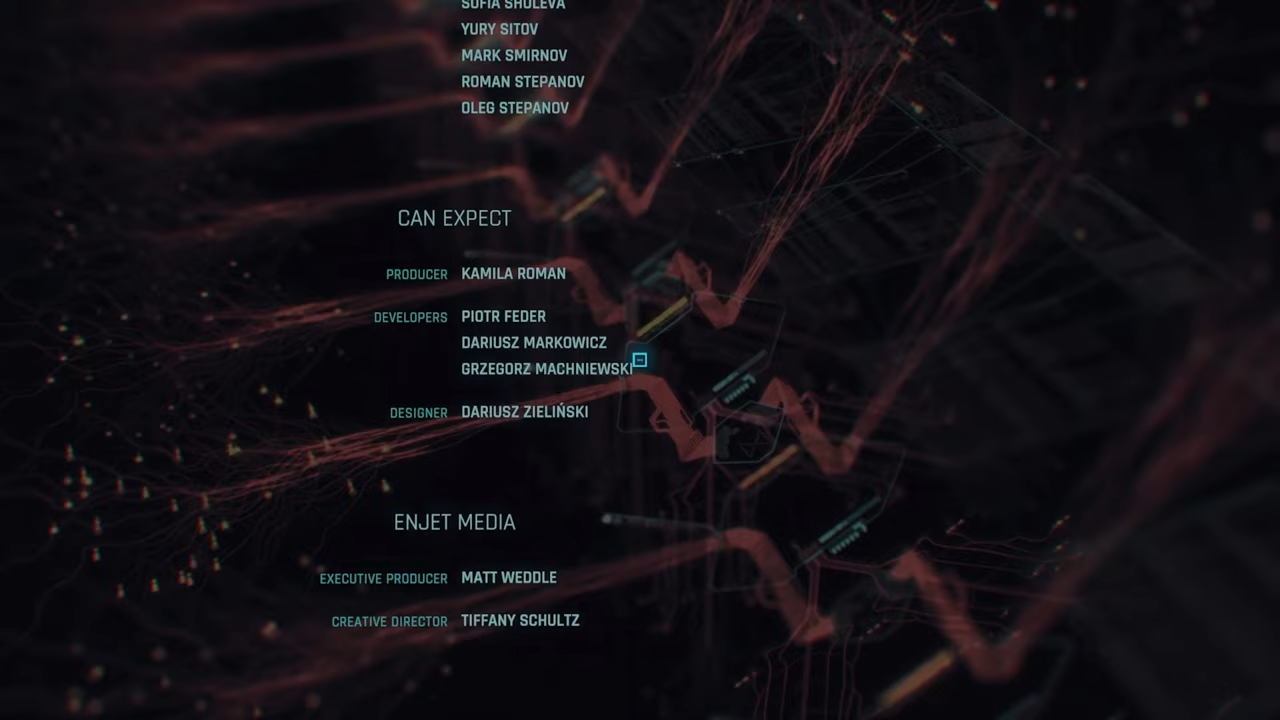 SOFIA SHULEVA
YURY SITOV
MARK SMIRNOV
ROMAN STEPANOV
OLEG STEPANOV
CAN EXPECT
PRODUCER KAMILA ROMAN
DEVELOPERS PIOTR FEDER
DARIUSZ MARKOWICZ
GRZEGORZ MACHNIEWSKI
DESIGNER DARIUSZ ZIELIŃSKI
ENJET MEDIA
EXECUTIVE PRODUCER MATT WEDDLE
CREATIVE DIRECTOR TIFFANY SCHULTZ